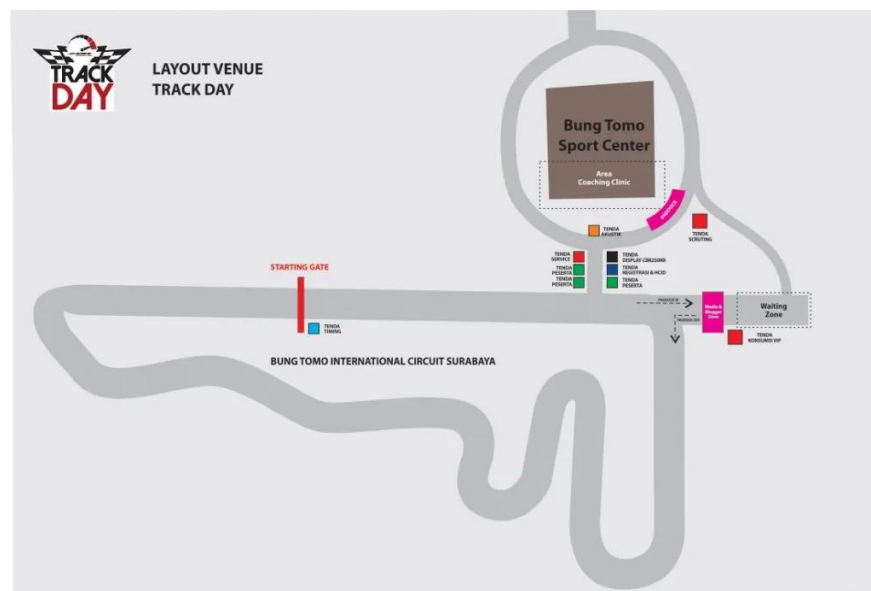 TRACK
DAY
LAYOUT VENUE
TRACK DAY
Bung Tomo
Sport Center
Area
Coaching Clinic
PADDOCK
TENDA
AKUSTIK
TENDA
SCRUTING
TENDA
SERVICE
TENDA
PESERTA
TENDA
PESERTA
TENDA
DISPLAY CBR250RR
TENDA
REGISTRASI & HCID
TENDA
PESERTA
STARTING GATE
TENDA
TIMING
Media &
Blogger
Zone
Waiting
Zone
TENDA
KONSUMSI VIP
BUNG TOMO INTERNATIONAL CIRCUIT SURABAYA